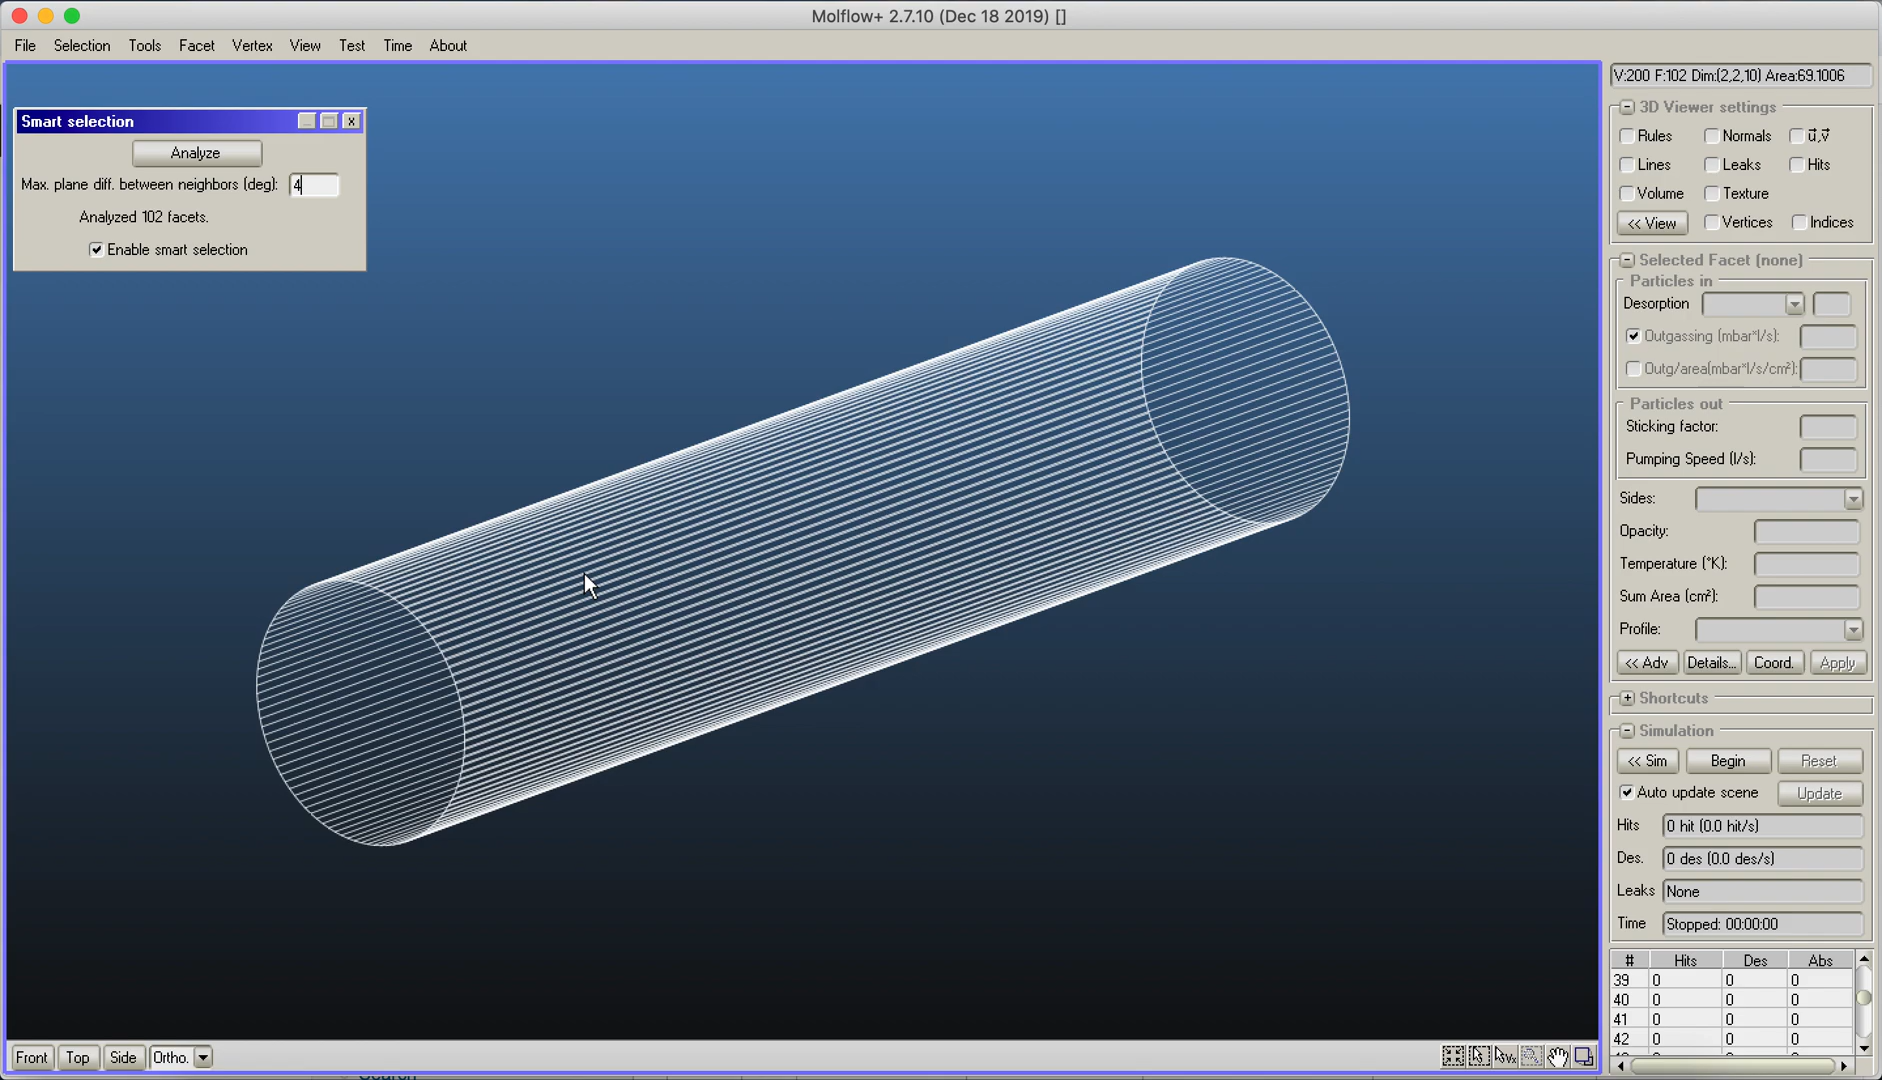 Molflow+ 2.7.10 (Dec 18 2019) []
File Selection Tools Facet Vertex View Test Time About
V:200 F:102 Dim:(2,2,10) Area:69.1006
Smart selection
Analyze
Max. plane diff. between neighbors (deg): 4
Analyzed 102 facets.
Enable smart selection
3D Viewer settings
Rules Normals u⃗,v⃗
Lines Leaks Hits
Volume Texture
<< View Vertices Indices
Selected Facet (none)
Particles in
Desorption
Outgassing (mbar*l/s):
Outg/area(mbar*l/s/cm²):
Particles out
Sticking factor:
Pumping Speed (l/s):
Sides:
Opacity:
Temperature (°K):
Sum Area (cm²):
Profile:
<< Adv Details... Coord. Apply
Shortcuts
Simulation
<< Sim Begin Reset
Auto update scene Update
Hits 0 hit (0.0 hit/s)
Des. 0 des (0.0 des/s)
Leaks None
Time Stopped: 00:00:00
# Hits Des Abs
39 0 0 0
40 0 0 0
41 0 0 0
42 0 0 0
Front Top Side Ortho.
Vx